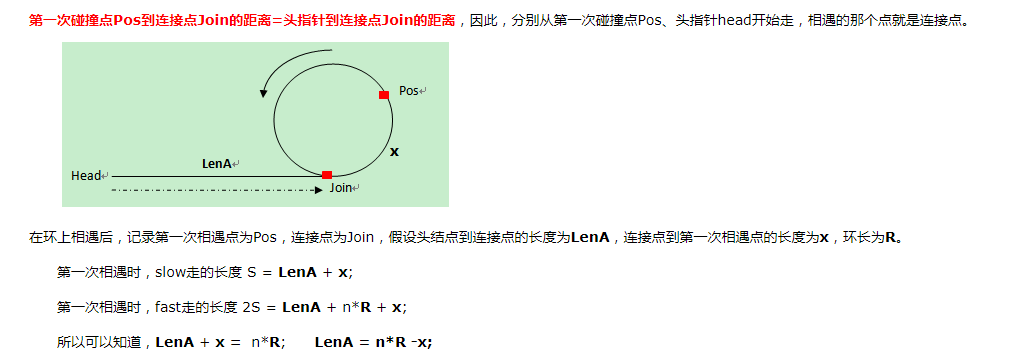 第一次碰撞点Pos到连接点Join的距离=头指针到连接点Join的距离，因此，分别从第一次碰撞点Pos、头指针head开始走，相遇的那个点就是连接点。
Pos↵
x
LenA↵
Head↵
Join↵
在环上相遇后，记录第一次相遇点为Pos，连接点为Join，假设头结点到连接点的长度为LenA，连接点到第一次相遇点的长度为x，环长为R。
第一次相遇时，slow走的长度 S = LenA + x;
第一次相遇时，fast走的长度 2S = LenA + n*R + x;
所以可以知道，LenA + x = n*R; LenA = n*R -x;